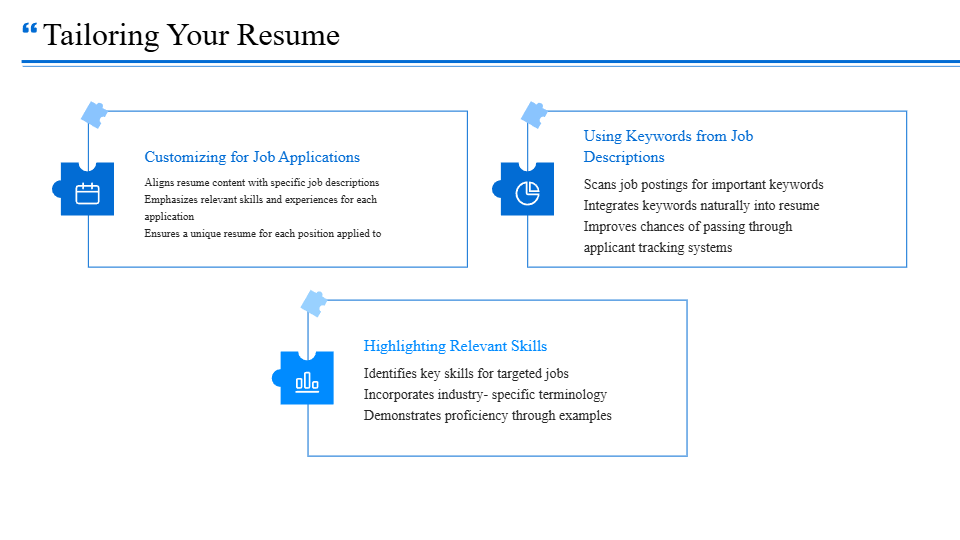 “ Tailoring Your Resume
Customizing for Job Applications
Aligns resume content with specific job descriptions
Emphasizes relevant skills and experiences for each
application
Ensures a unique resume for each position applied to
Using Keywords from Job
Descriptions
Scans job postings for important keywords
Integrates keywords naturally into resume
Improves chances of passing through
applicant tracking systems
Highlighting Relevant Skills
Identifies key skills for targeted jobs
Incorporates industry- specific terminology
Demonstrates proficiency through examples